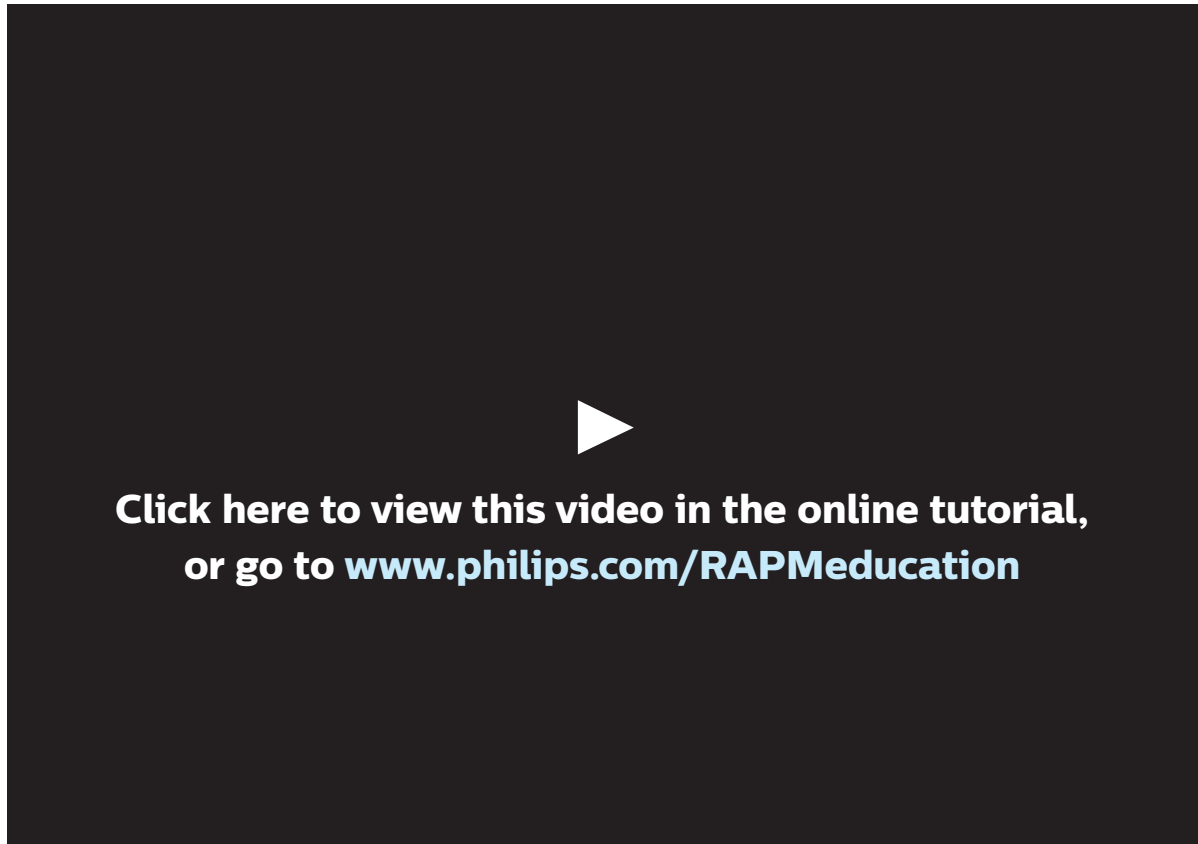 Click here to view this video in the online tutorial,
or go to www.philips.com/RAPMeducation